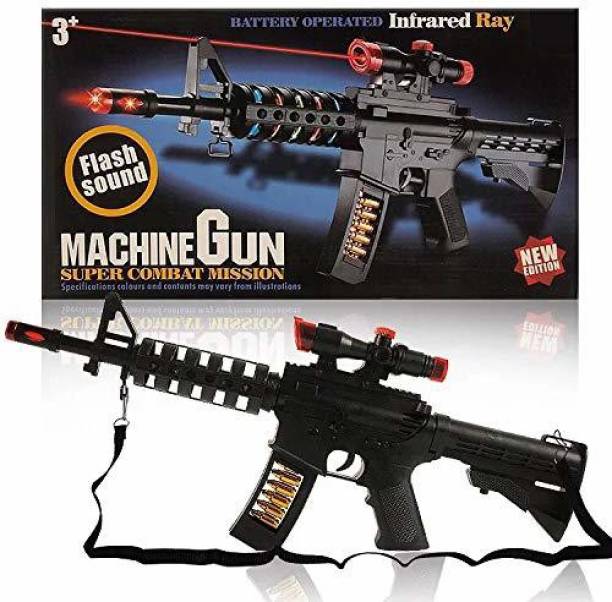 3+
BATTERY OPERATED Infrared Ray
Flash
sound
MACHINE GUN
SUPER COMBAT MISSION
Specifications colours and contents may vary from illustrations
NEW
EDITION